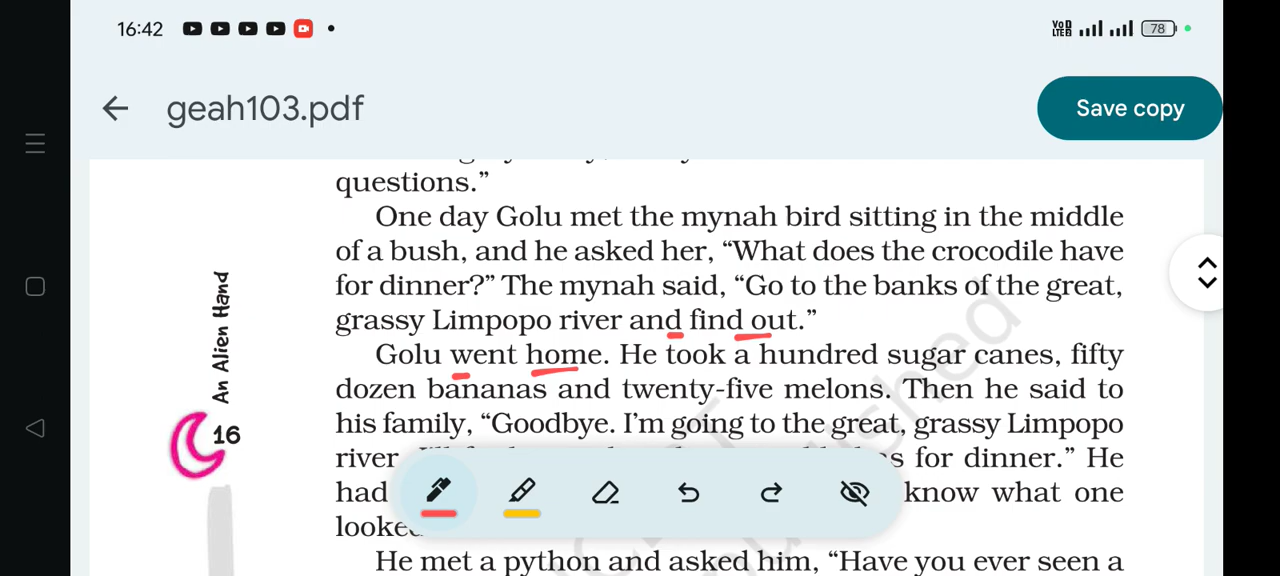 16:42
Vo LTE2
78
geah103.pdf
Save copy
questions.”
One day Golu met the mynah bird sitting in the middle
of a bush, and he asked her, “What does the crocodile have
for dinner?” The mynah said, “Go to the banks of the great,
grassy Limpopo river and find out.”
Golu went home. He took a hundred sugar canes, fifty
dozen bananas and twenty-five melons. Then he said to
his family, “Goodbye. I’m going to the great, grassy Limpopo
river for dinner.” He
had know what one
looked
He met a python and asked him, “Have you ever seen a
An Alien Hand
16